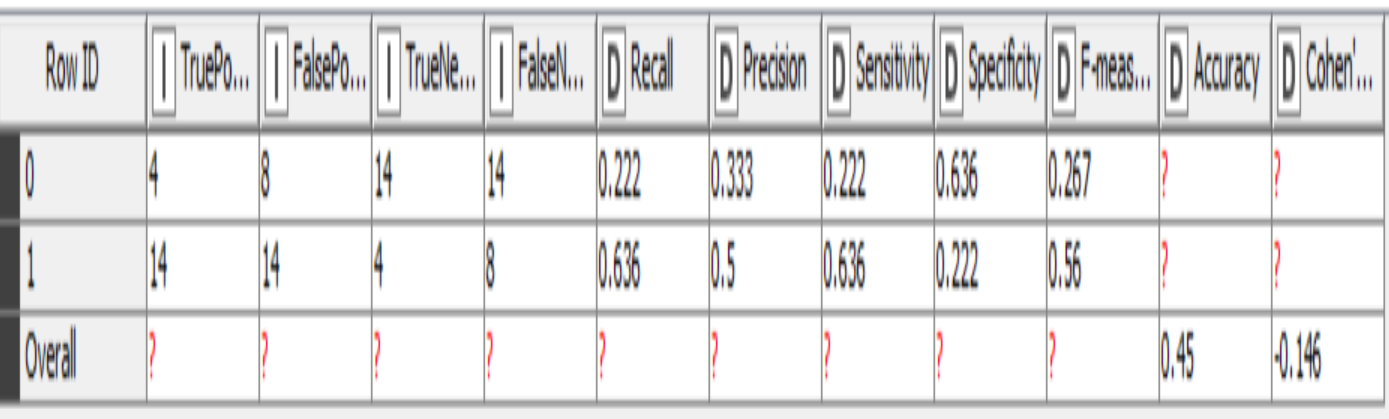 Row ID I TruePo... I FalsePo... I TrueNe... I FalseN... D Recall D Precision D Sensitivity D Specificity D F-meas... D Accuracy D Cohen'...
0 4 8 14 14 0.222 0.333 0.222 0.636 0.267 ? ?
1 14 14 4 8 0.636 0.5 0.636 0.222 0.56 ? ?
Overall ? ? ? ? ? ? ? ? ? 0.45 -0.146